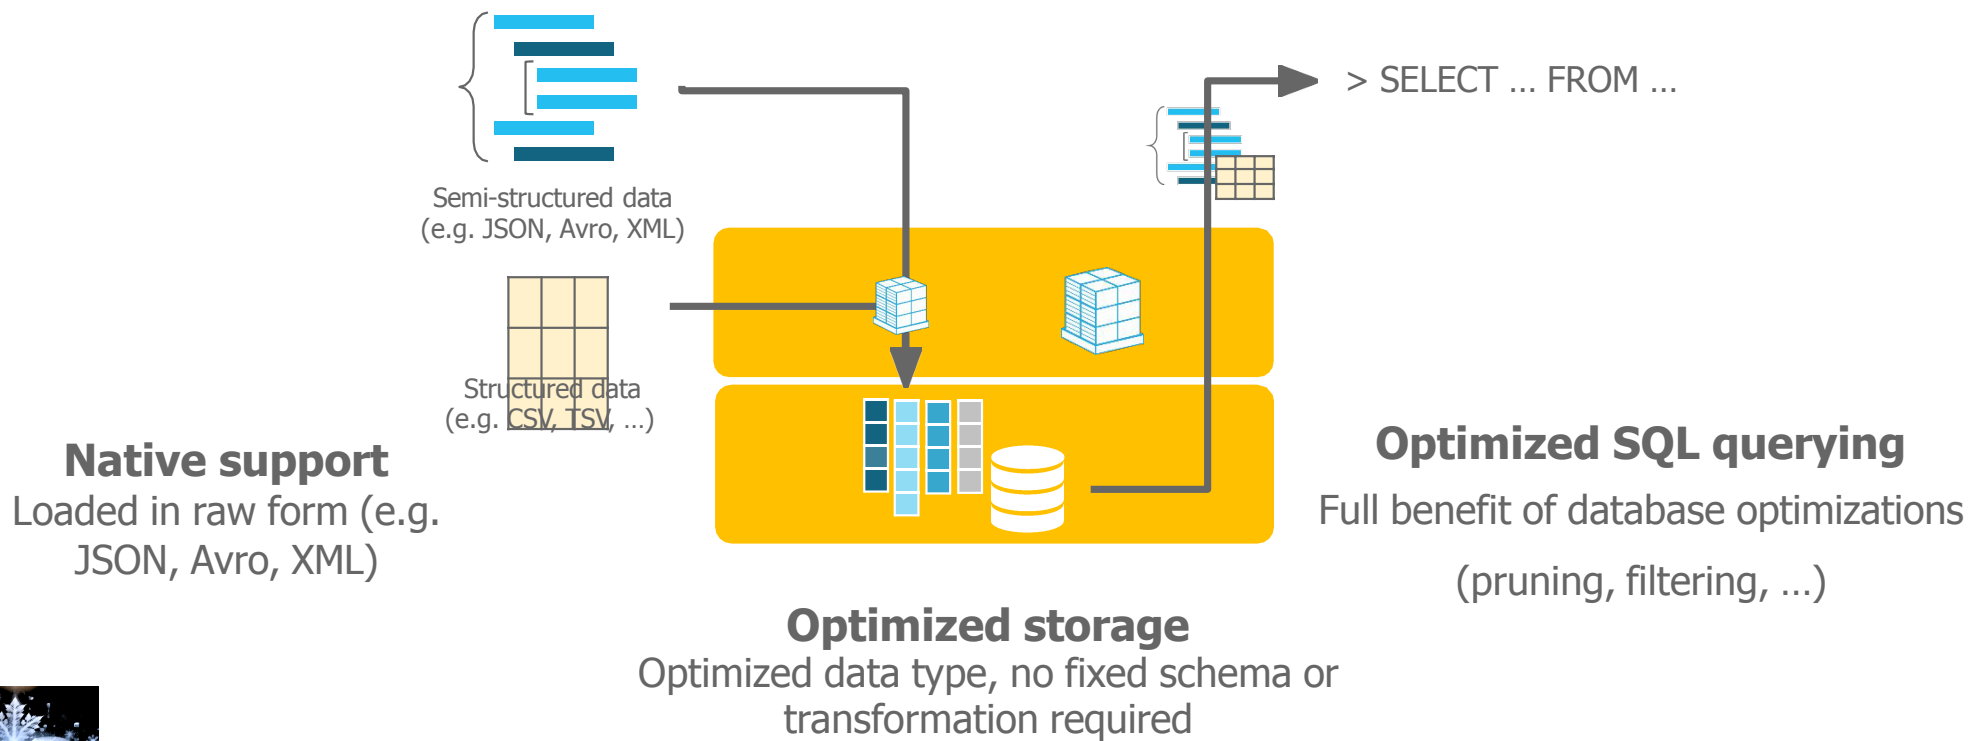 > SELECT … FROM …
Semi-structured data
(e.g. JSON, Avro, XML)
Structured data
(e.g. CSV, TSV, …)
Native support
Loaded in raw form (e.g.
JSON, Avro, XML)
Optimized SQL querying
Full benefit of database optimizations
(pruning, filtering, …)
Optimized storage
Optimized data type, no fixed schema or
transformation required